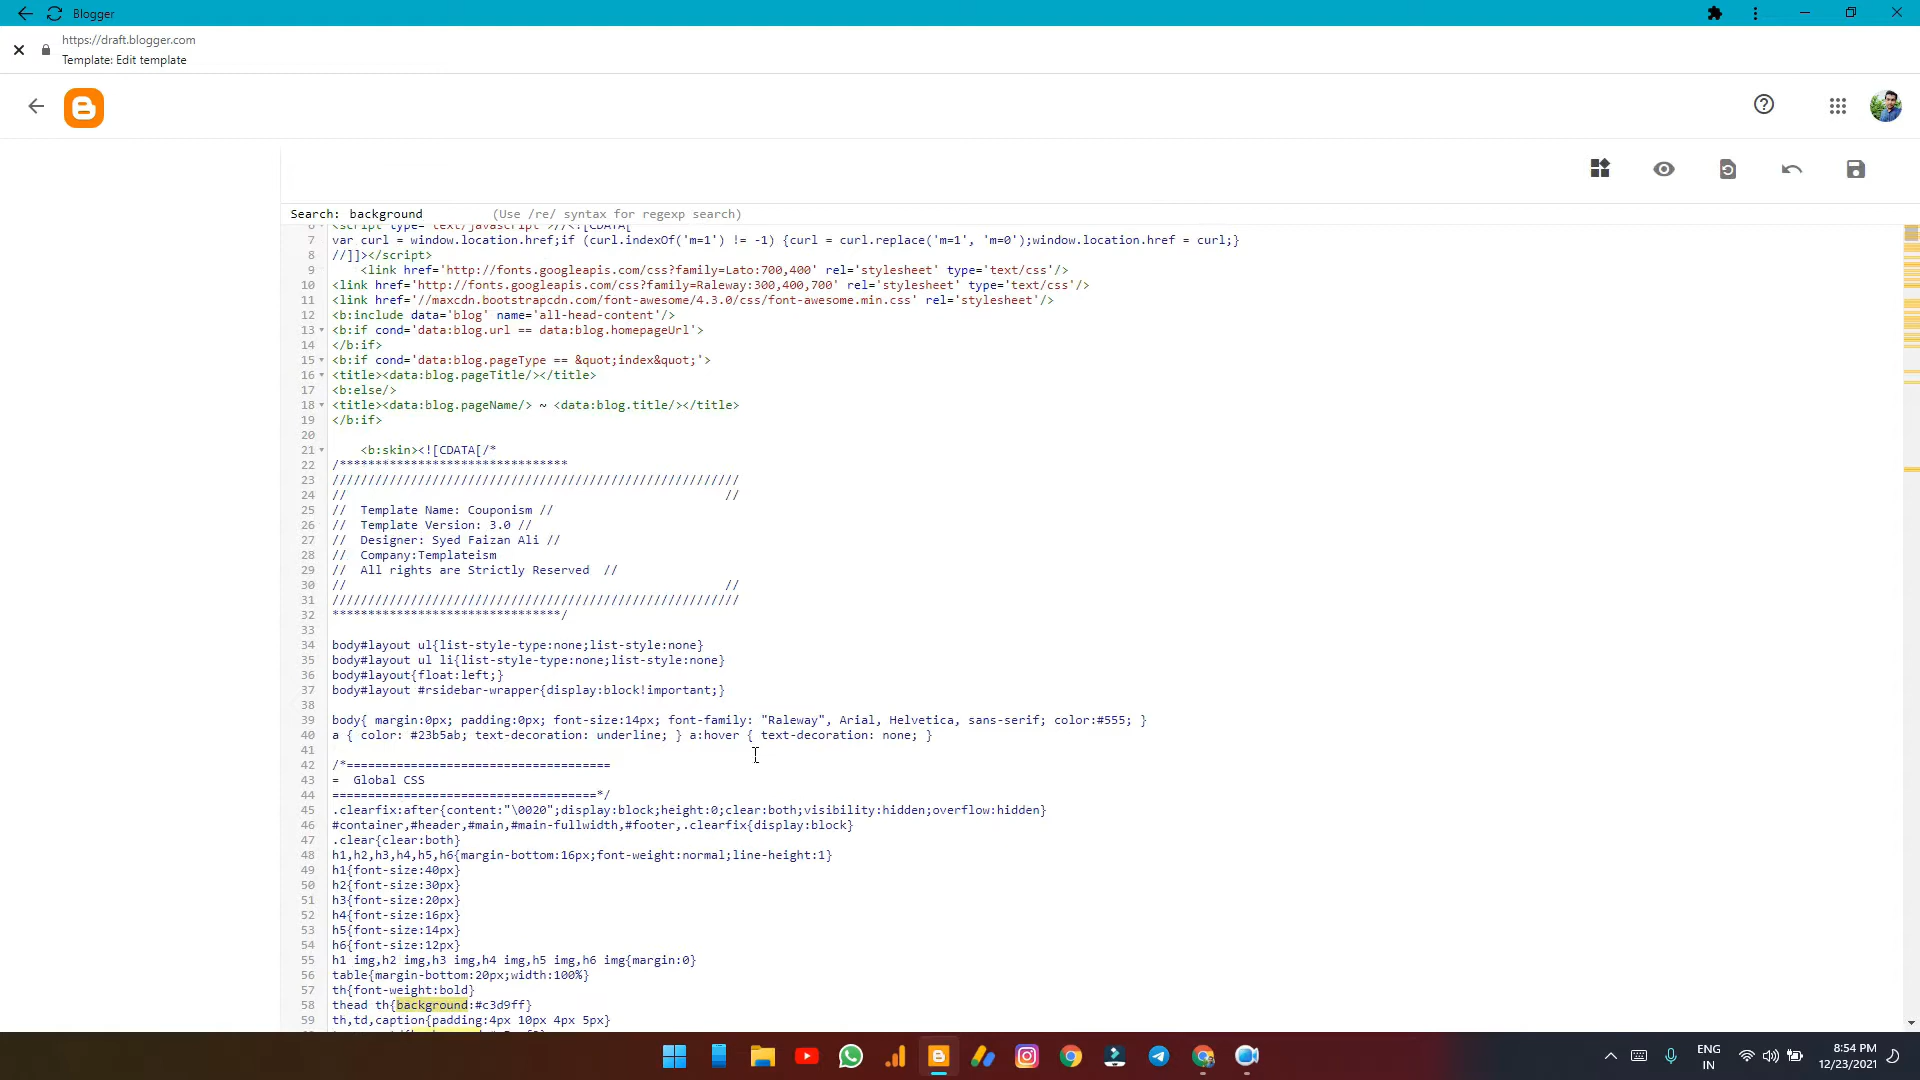 Blogger
https://draft.blogger.com
Template: Edit template
Search: background (Use /re/ syntax for regexp search)
6 <script type='text/javascript'>//<![CDATA[
7 var curl = window.location.href;if (curl.indexOf('m=1') != -1) {curl = curl.replace('m=1', 'm=0');window.location.href = curl;}
8 //]]></script>
9 <link href='http://fonts.googleapis.com/css?family=Lato:700,400' rel='stylesheet' type='text/css'/>
10 <link href='http://fonts.googleapis.com/css?family=Raleway:300,400,700' rel='stylesheet' type='text/css'/>
11 <link href='//maxcdn.bootstrapcdn.com/font-awesome/4.3.0/css/font-awesome.min.css' rel='stylesheet'/>
12 <b:include data='blog' name='all-head-content'/>
13 <b:if cond='data:blog.url == data:blog.homepageUrl'>
14 </b:if>
15 <b:if cond='data:blog.pageType == &quot;index&quot;'>
16 <title><data:blog.pageTitle/></title>
17 <b:else/>
18 <title><data:blog.pageName/> ~ <data:blog.title/></title>
19 </b:if>
20
21 <b:skin><![CDATA[/*
22 /********************************
23 /////////////////////////////////////////////////////////
24 // //
25 // Template Name: Couponism //
26 // Template Version: 3.0 //
27 // Designer: Syed Faizan Ali //
28 // Company:Templateism
29 // All rights are Strictly Reserved //
30 // //
31 /////////////////////////////////////////////////////////
32 ********************************/
33
34 body#layout ul{list-style-type:none;list-style:none}
35 body#layout ul li{list-style-type:none;list-style:none}
36 body#layout{float:left;}
37 body#layout #rsidebar-wrapper{display:block!important;}
38
39 body{ margin:0px; padding:0px; font-size:14px; font-family: "Raleway", Arial, Helvetica, sans-serif; color:#555; }
40 a { color: #23b5ab; text-decoration: underline; } a:hover { text-decoration: none; }
41
42 /*=====================================
43 = Global CSS
44 =====================================*/
45 .clearfix:after{content:"\0020";display:block;height:0;clear:both;visibility:hidden;overflow:hidden}
46 #container,#header,#main,#main-fullwidth,#footer,.clearfix{display:block}
47 .clear{clear:both}
48 h1,h2,h3,h4,h5,h6{margin-bottom:16px;font-weight:normal;line-height:1}
49 h1{font-size:40px}
50 h2{font-size:30px}
51 h3{font-size:20px}
52 h4{font-size:16px}
53 h5{font-size:14px}
54 h6{font-size:12px}
55 h1 img,h2 img,h3 img,h4 img,h5 img,h6 img{margin:0}
56 table{margin-bottom:20px;width:100%}
57 th{font-weight:bold}
58 thead th{background:#c3d9ff}
59 th,td,caption{padding:4px 10px 4px 5px}
ENG
IN
8:54 PM
12/23/2021